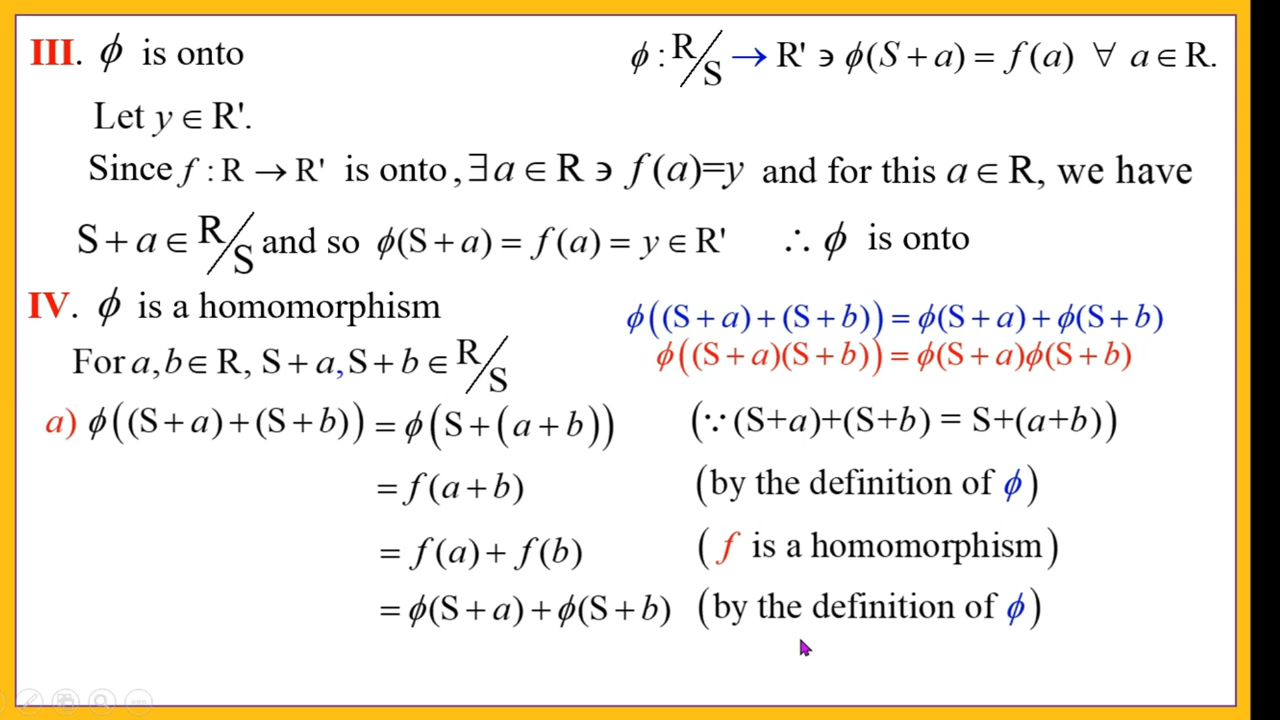 III. ϕ is onto
ϕ : R/S → R' ∍ ϕ(S + a) = f(a) ∀ a ∈ R.
Let y ∈ R'.
Since f : R → R' is onto, ∃ a ∈ R ∍ f(a)=y and for this a ∈ R, we have
S + a ∈ R/S and so ϕ(S + a) = f(a) = y ∈ R' ∴ ϕ is onto
IV. ϕ is a homomorphism
ϕ((S + a) + (S + b)) = ϕ(S + a) + ϕ(S + b)
ϕ((S + a)(S + b)) = ϕ(S + a)ϕ(S + b)
For a, b ∈ R, S + a, S + b ∈ R/S
a) ϕ((S + a) + (S + b)) = ϕ(S + (a + b)) (∵ (S+a)+(S+b) = S+(a+b))
= f(a + b) (by the definition of ϕ)
= f(a) + f(b) (f is a homomorphism)
= ϕ(S + a) + ϕ(S + b) (by the definition of ϕ)